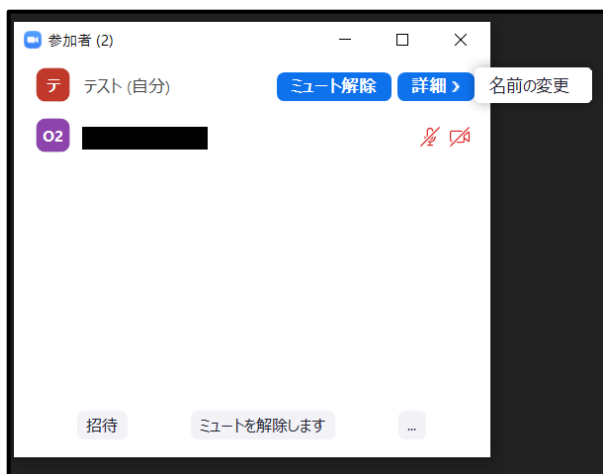 参加者 (2)
テ テスト (自分) ミュート解除 詳細 > 名前の変更
O2
招待 ミュートを解除します ...